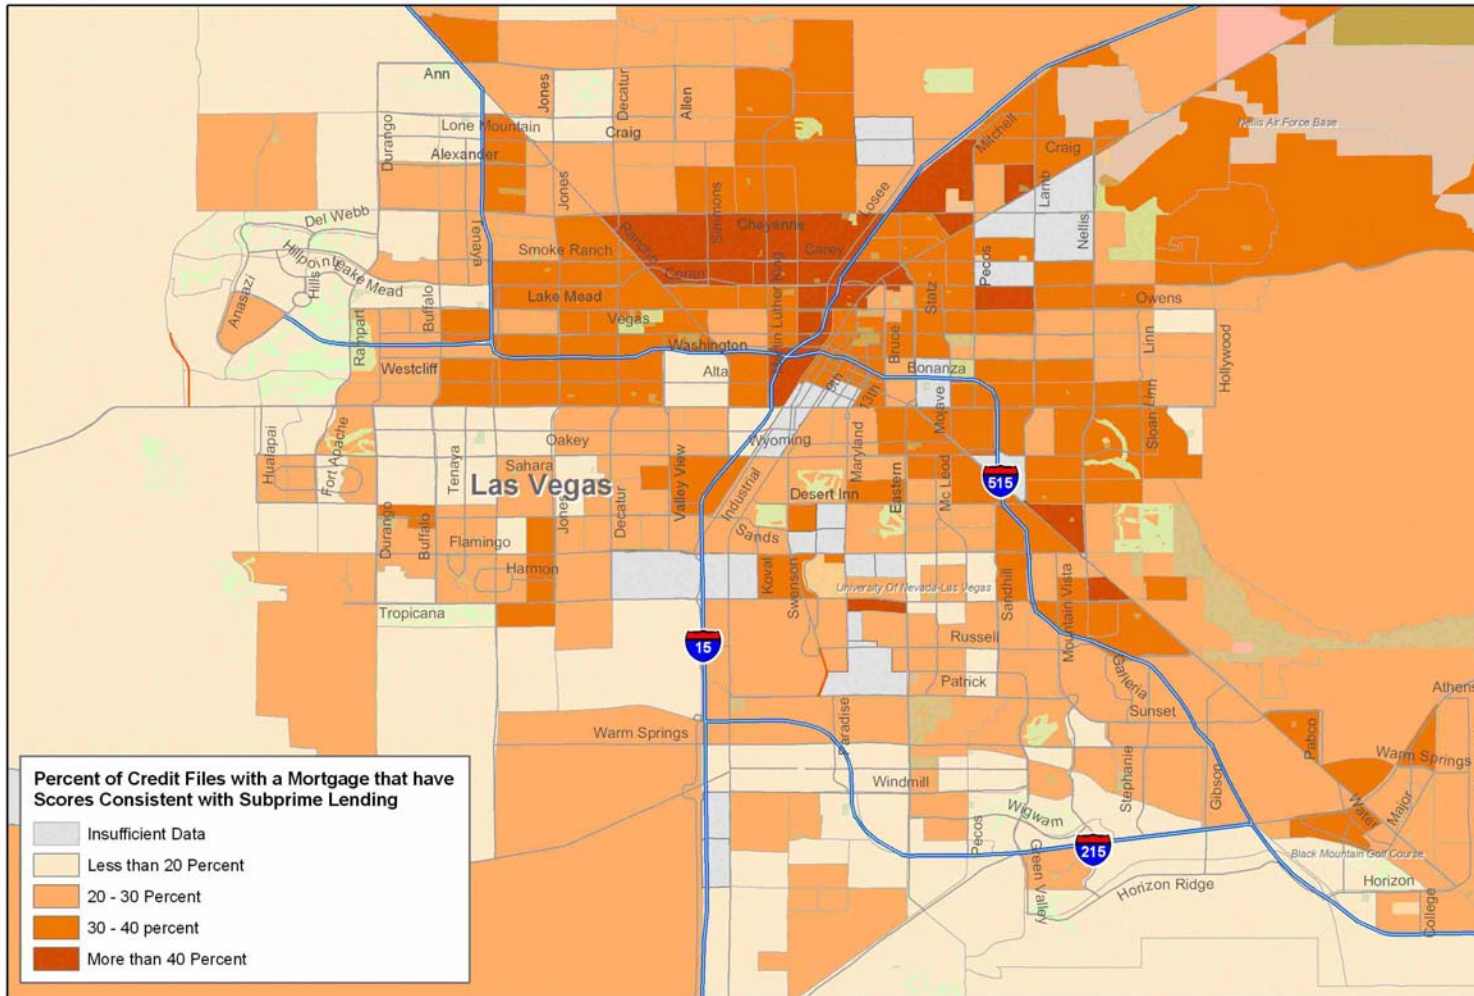 Ann
Jones
Decatur
Allen
Durango
Lone Mountain
Craig
Alexander
Mitchell
Craig
Nellis Air Force Base
Lamb
Losee
Jones
Simmons
Cheyenne
Rancho
Del Webb
Tenaya
Smoke Ranch
Carey
Nellis
Pecos
Hillpointe
Lake Mead
Hills
Anasazi
Coran
Martin Luther King
Buffalo
Lake Mead
Statz
Owens
Rampart
Vegas
Bruce
Linn
Hollywood
Washington
Westcliff
Alta
Bonanza
9th
13th
Mojave
Sloan Linn
Hualapai
Fort Apache
Oakey
Wyoming
Maryland
Tenaya
Sahara
Las Vegas
Valley View
Industrial
Desert Inn
Eastern
Mc Leod
515
Jones
Decatur
Durango
Buffalo
Flamingo
Sands
Harmon
Koval
Swenson
University Of Nevada-Las Vegas
Sandhill
Mountain Vista
Tropicana
15
Russell
Patrick
Galleria
Sunset
Athens
Paradise
Warm Springs
Pabco
Warm Springs
Windmill
Stephanie
Gibson
Wigwam
Pecos
Water
Major
215
Green Valley
Black Mountain Golf Course
Horizon Ridge
Horizon
College
Percent of Credit Files with a Mortgage that have
Scores Consistent with Subprime Lending
Insufficient Data
Less than 20 Percent
20 - 30 Percent
30 - 40 percent
More than 40 Percent